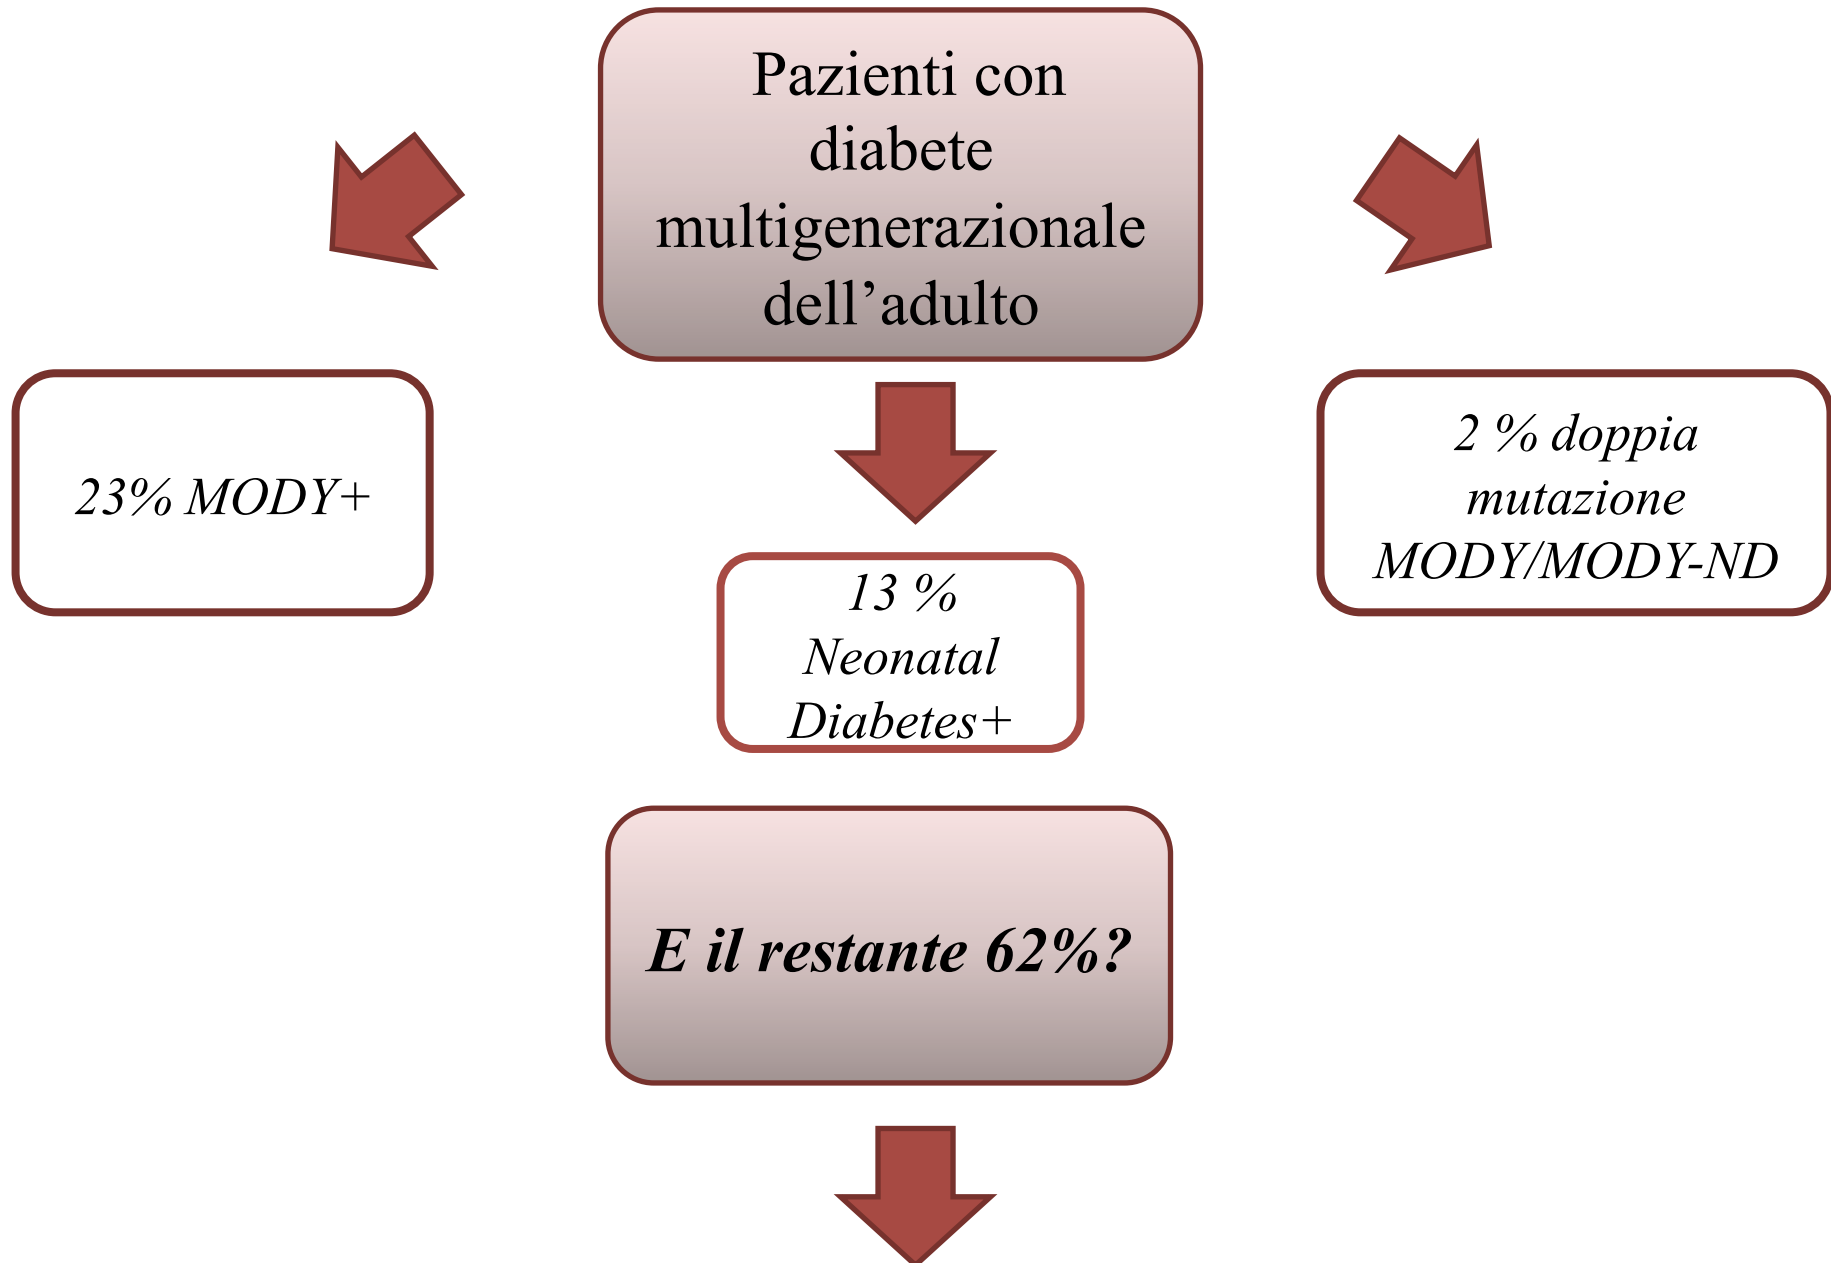 Pazienti con
diabete
multigenerazionale
dell’adulto
23% MODY+
2 % doppia
mutazione
MODY/MODY-ND
13 %
Neonatal
Diabetes+
E il restante 62%?